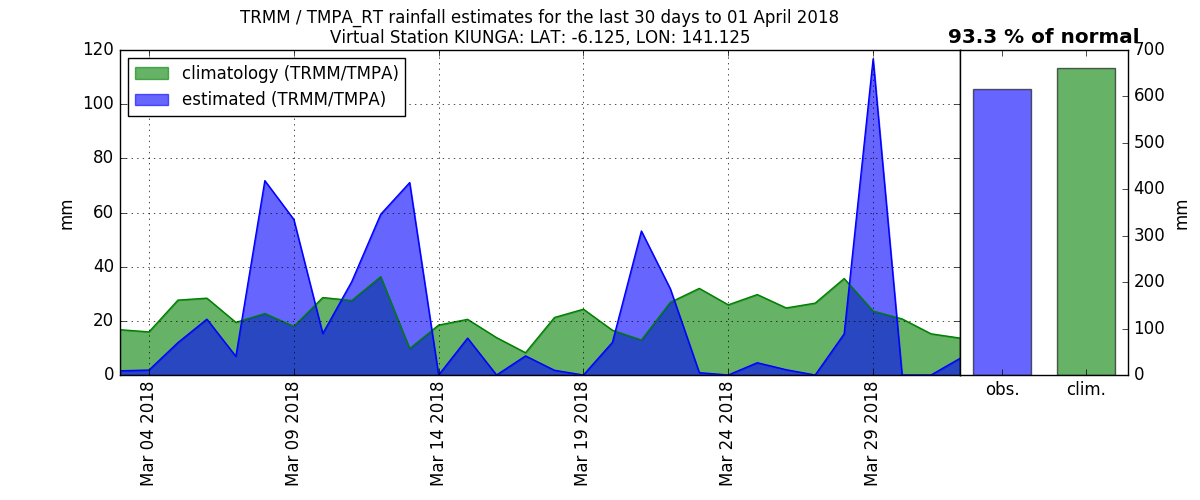 TRMM / TMPA_RT rainfall estimates for the last 30 days to 01 April 2018
Virtual Station KIUNGA: LAT: -6.125, LON: 141.125
93.3 % of normal
climatology (TRMM/TMPA)
estimated (TRMM/TMPA)
mm
120
100
80
60
40
20
0
Mar 04 2018
Mar 09 2018
Mar 14 2018
Mar 19 2018
Mar 24 2018
Mar 29 2018
obs.
clim.
700
600
500
400
300
200
100
0
mm